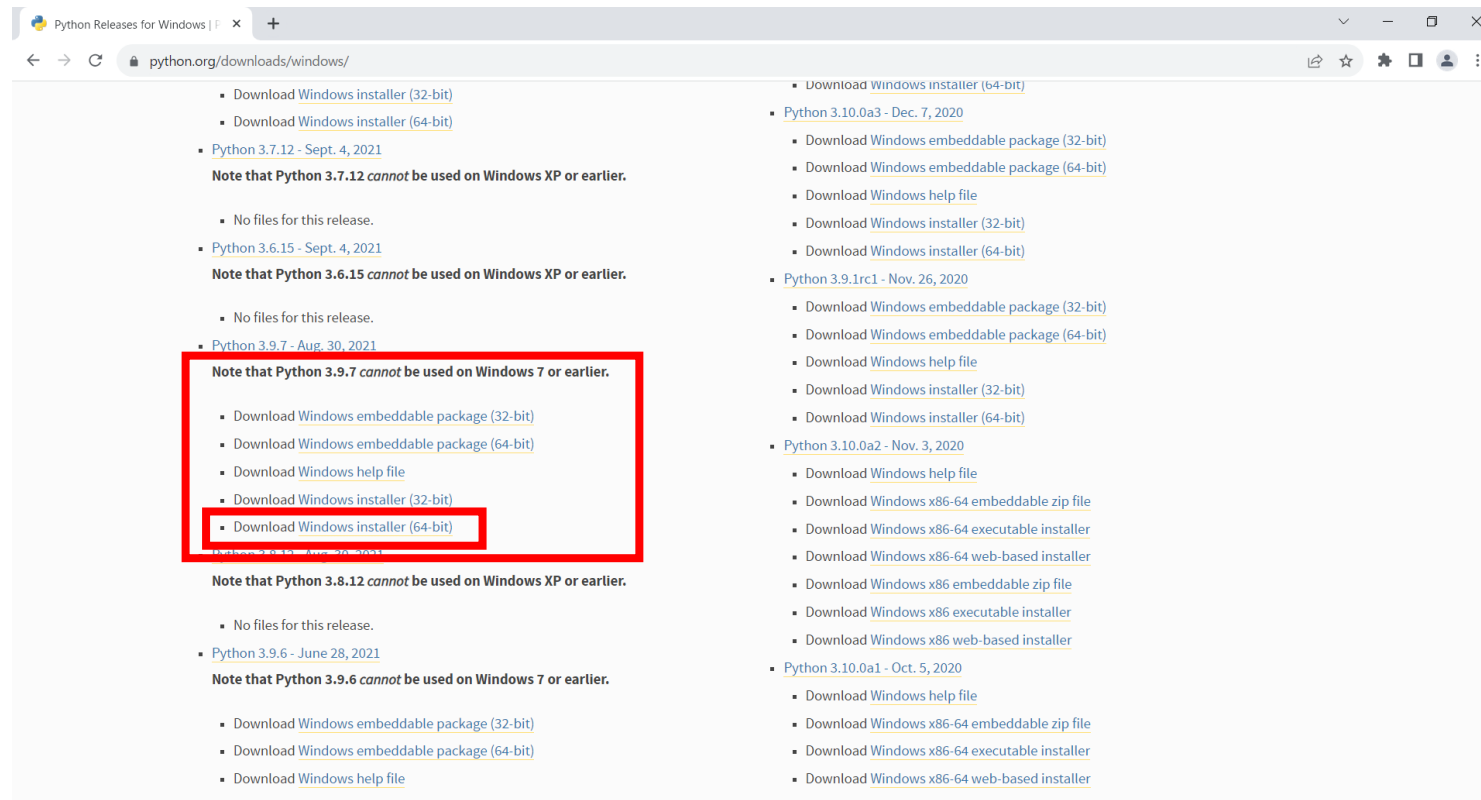 Python Releases for Windows | P
python.org/downloads/windows/
Download Windows installer (32-bit)
Download Windows installer (64-bit)
Python 3.7.12 - Sept. 4, 2021
Note that Python 3.7.12 cannot be used on Windows XP or earlier.
No files for this release.
Python 3.6.15 - Sept. 4, 2021
Note that Python 3.6.15 cannot be used on Windows XP or earlier.
No files for this release.
Python 3.9.7 - Aug. 30, 2021
Note that Python 3.9.7 cannot be used on Windows 7 or earlier.
Download Windows embeddable package (32-bit)
Download Windows embeddable package (64-bit)
Download Windows help file
Download Windows installer (32-bit)
Download Windows installer (64-bit)
Python 3.8.12 - Aug. 30, 2021
Note that Python 3.8.12 cannot be used on Windows XP or earlier.
No files for this release.
Python 3.9.6 - June 28, 2021
Note that Python 3.9.6 cannot be used on Windows 7 or earlier.
Download Windows embeddable package (32-bit)
Download Windows embeddable package (64-bit)
Download Windows help file
Download Windows installer (64-bit)
Python 3.10.0a3 - Dec. 7, 2020
Download Windows embeddable package (32-bit)
Download Windows embeddable package (64-bit)
Download Windows help file
Download Windows installer (32-bit)
Download Windows installer (64-bit)
Python 3.9.1rc1 - Nov. 26, 2020
Download Windows embeddable package (32-bit)
Download Windows embeddable package (64-bit)
Download Windows help file
Download Windows installer (32-bit)
Download Windows installer (64-bit)
Python 3.10.0a2 - Nov. 3, 2020
Download Windows help file
Download Windows x86-64 embeddable zip file
Download Windows x86-64 executable installer
Download Windows x86-64 web-based installer
Download Windows x86 embeddable zip file
Download Windows x86 executable installer
Download Windows x86 web-based installer
Python 3.10.0a1 - Oct. 5, 2020
Download Windows help file
Download Windows x86-64 embeddable zip file
Download Windows x86-64 executable installer
Download Windows x86-64 web-based installer